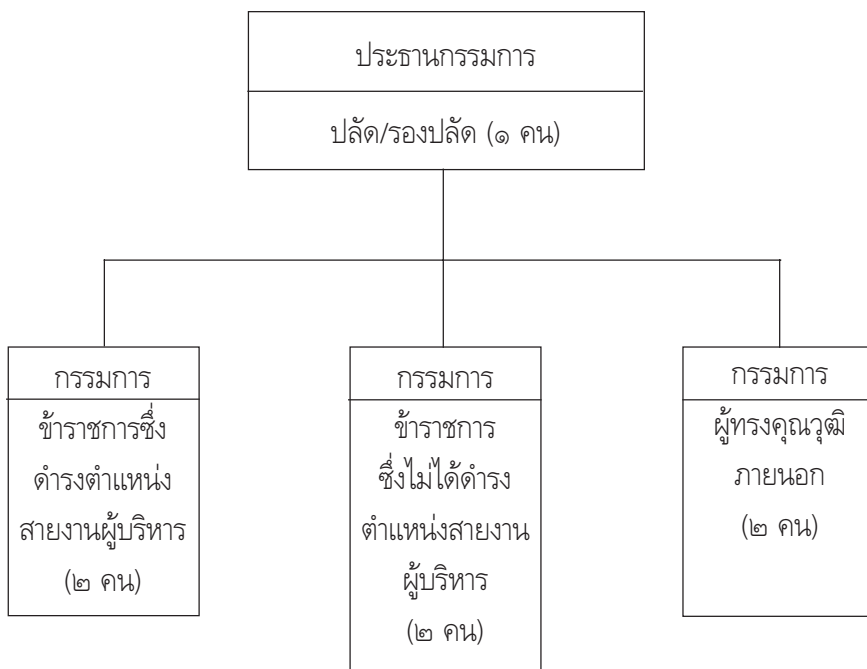 ประธานกรรมการ
ปลัด/รองปลัด (๑ คน)
กรรมการ
ข้าราชการซึ่ง
ดำรงตำแหน่ง
สายงานผู้บริหาร
(๒ คน)
กรรมการ
ข้าราชการ
ซึ่งไม่ได้ดำรง
ตำแหน่งสายงาน
ผู้บริหาร
(๒ คน)
กรรมการ
ผู้ทรงคุณวุฒิ
ภายนอก
(๒ คน)